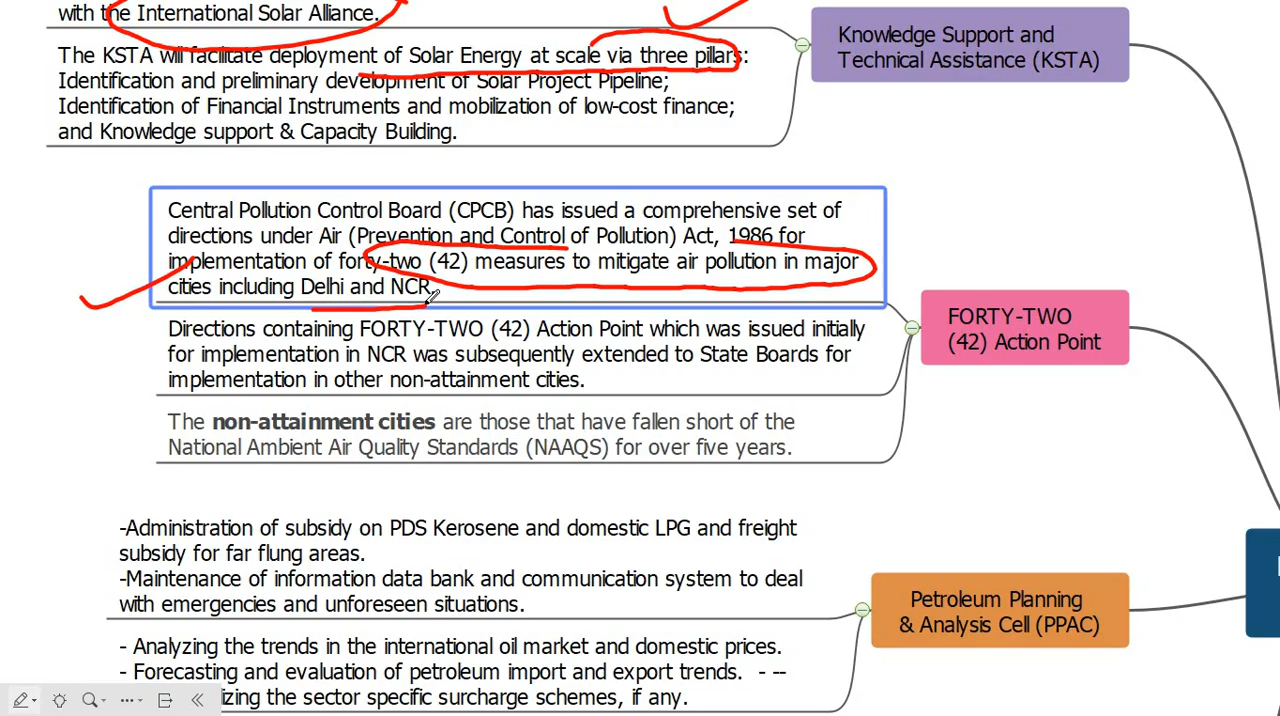 with the International Solar Alliance.
The KSTA will facilitate deployment of Solar Energy at scale via three pillars:
Identification and preliminary development of Solar Project Pipeline;
Identification of Financial Instruments and mobilization of low-cost finance;
and Knowledge support & Capacity Building.
Knowledge Support and
Technical Assistance (KSTA)
Central Pollution Control Board (CPCB) has issued a comprehensive set of
directions under Air (Prevention and Control of Pollution) Act, 1986 for
implementation of forty-two (42) measures to mitigate air pollution in major
cities including Delhi and NCR.
Directions containing FORTY-TWO (42) Action Point which was issued initially
for implementation in NCR was subsequently extended to State Boards for
implementation in other non-attainment cities.
The non-attainment cities are those that have fallen short of the
National Ambient Air Quality Standards (NAAQS) for over five years.
FORTY-TWO
(42) Action Point
-Administration of subsidy on PDS Kerosene and domestic LPG and freight
subsidy for far flung areas.
-Maintenance of information data bank and communication system to deal
with emergencies and unforeseen situations.
- Analyzing the trends in the international oil market and domestic prices.
- Forecasting and evaluation of petroleum import and export trends. - --
the sector specific surcharge schemes, if any.
Petroleum Planning
& Analysis Cell (PPAC)